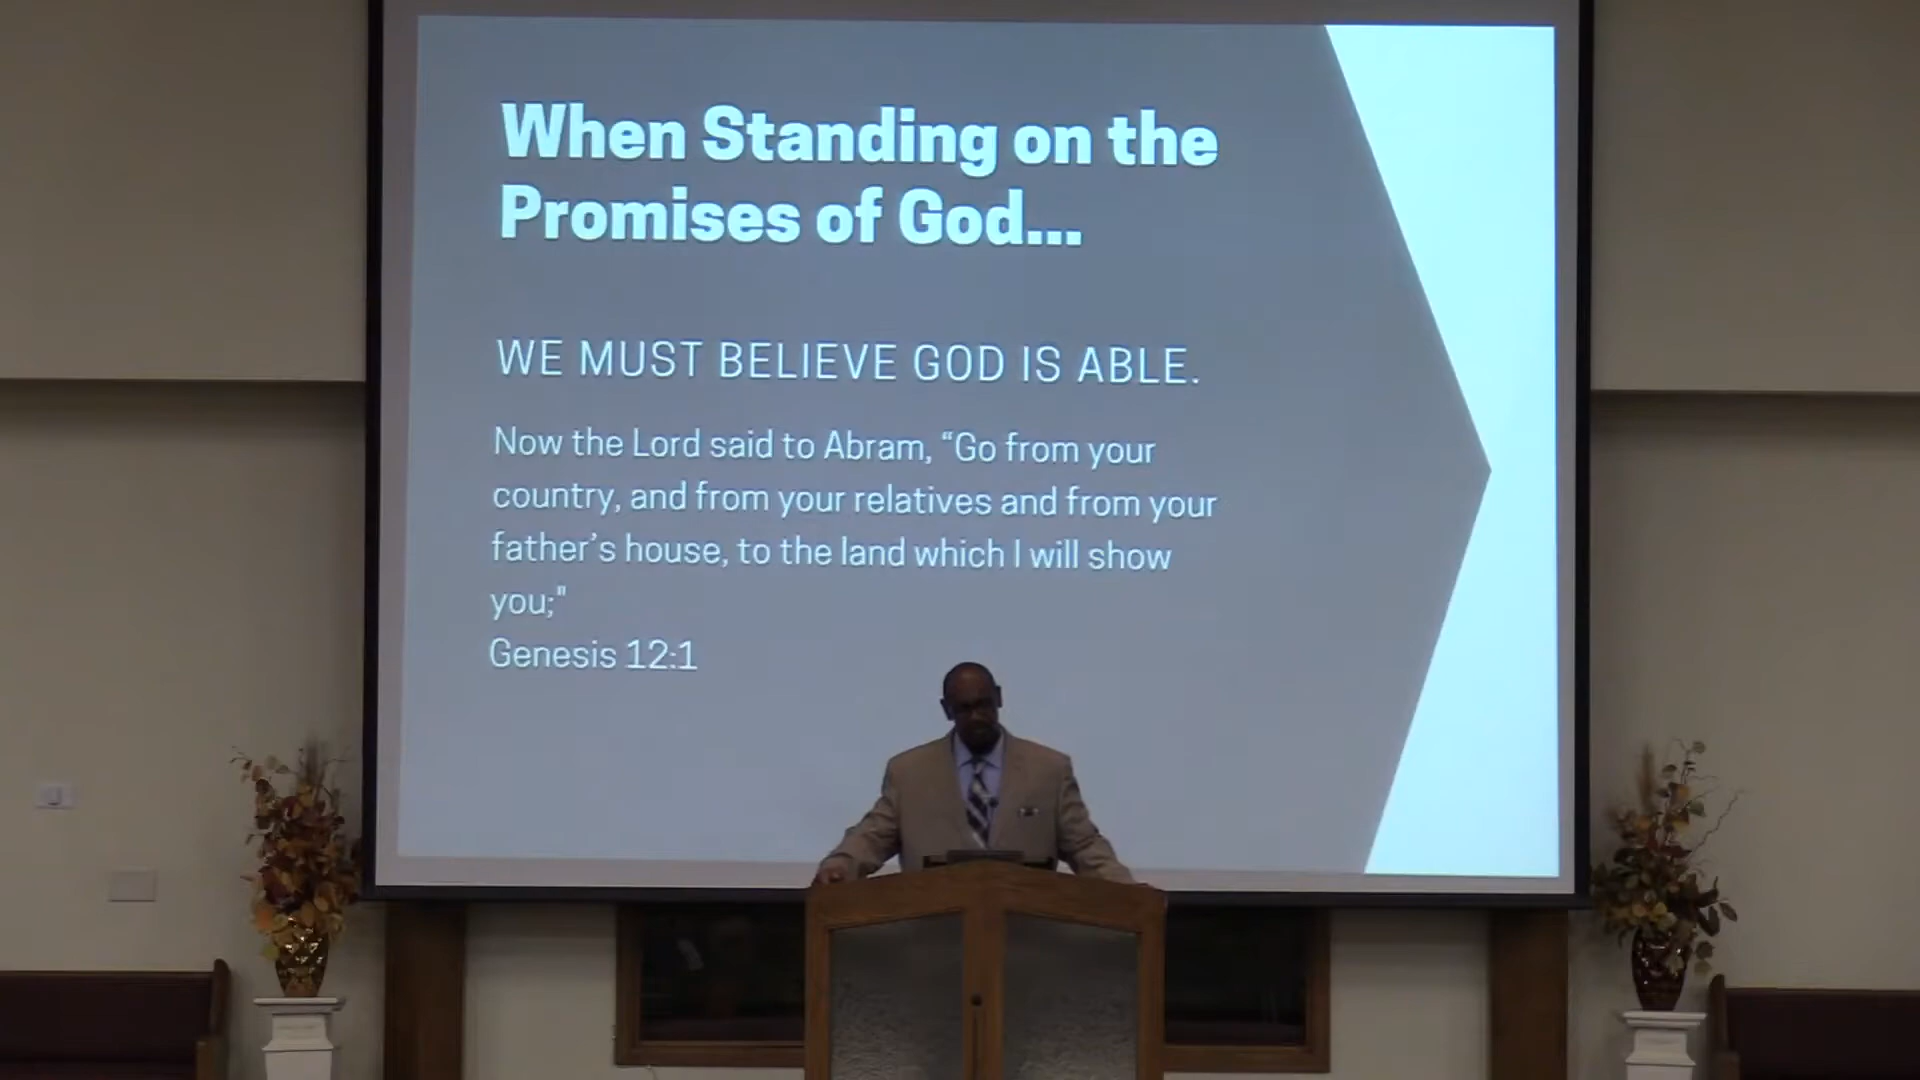 When Standing on the
Promises of God...
WE MUST BELIEVE GOD IS ABLE.
Now the Lord said to Abram, “Go from your
country, and from your relatives and from your
father’s house, to the land which I will show
you;"
Genesis 12:1